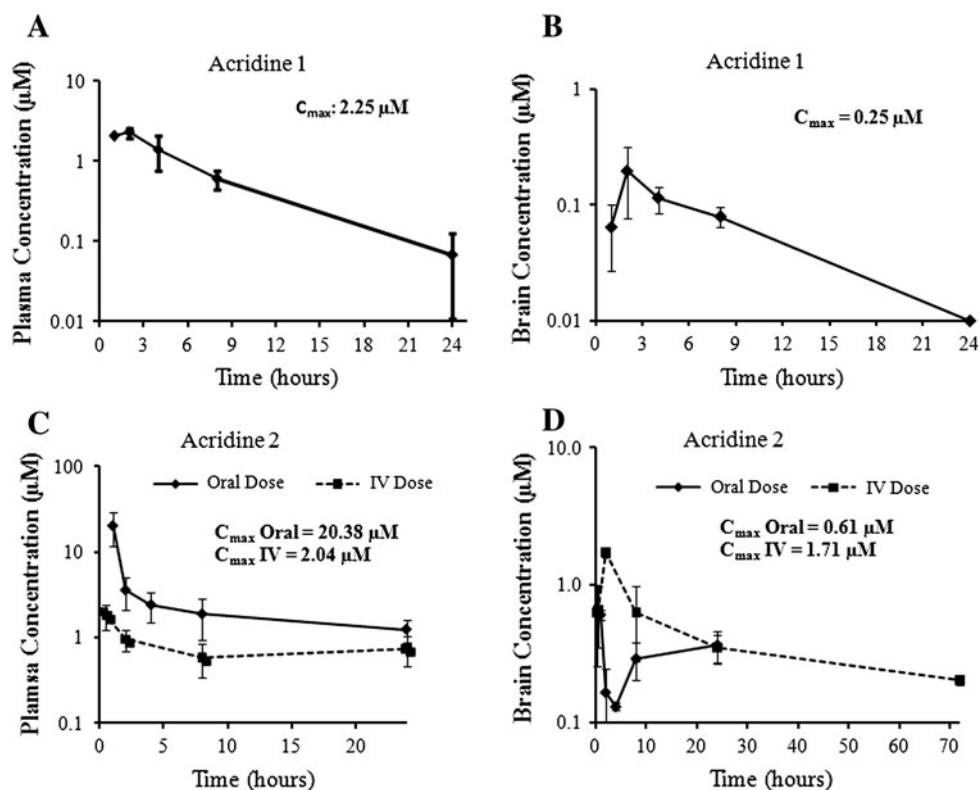 A
Acridine 1
Cmax: 2.25 μM
Plasma Concentration (μM)
10
1
0.1
0.01
0 3 6 9 12 15 18 21 24
Time (hours)
B
Acridine 1
Cmax = 0.25 μM
Brain Concentration (μM)
1
0.1
0.01
0 3 6 9 12 15 18 21 24
Time (hours)
C
Acridine 2
Oral Dose IV Dose
Cmax Oral = 20.38 μM
Cmax IV = 2.04 μM
Plamsa Concentration (μM)
100
10
1
0.1
0 5 10 15 20
Time (hours)
D
Acridine 2
Oral Dose IV Dose
Cmax Oral = 0.61 μM
Cmax IV = 1.71 μM
Brain Concentration (μM)
10.0
1.0
0.1
0 10 20 30 40 50 60 70
Time (hours)